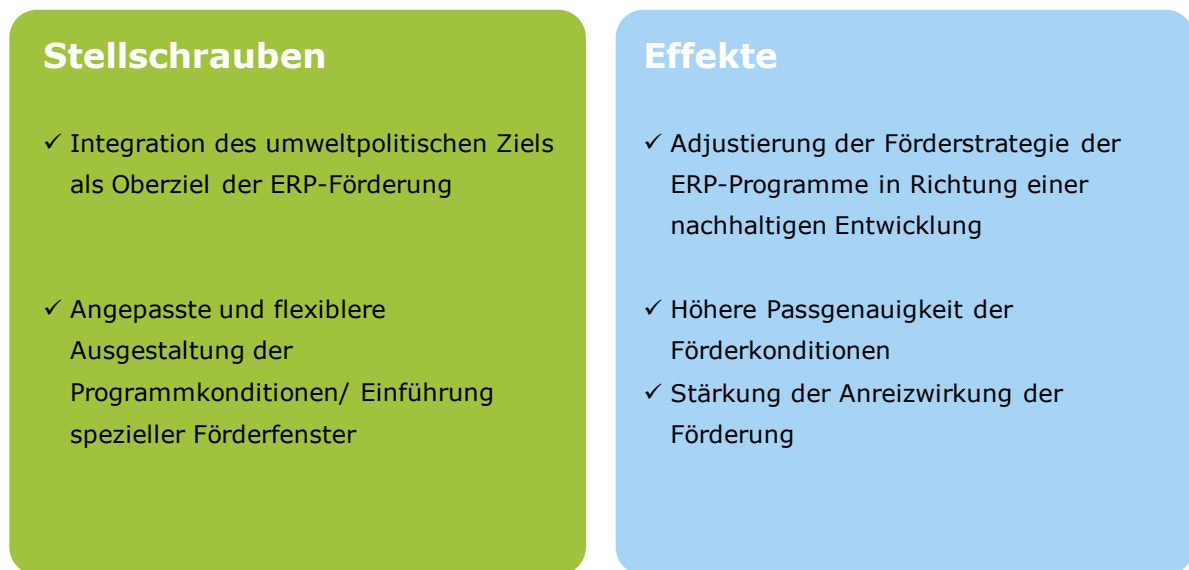 Stellschrauben
✓ Integration des umweltpolitischen Ziels
als Oberziel der ERP-Förderung
✓ Angepasste und flexiblere
Ausgestaltung der
Programmkonditionen/ Einführung
spezieller Förderfenster
Effekte
✓ Adjustierung der Förderstrategie der
ERP-Programme in Richtung einer
nachhaltigen Entwicklung
✓ Höhere Passgenauigkeit der
Förderkonditionen
✓ Stärkung der Anreizwirkung der
Förderung